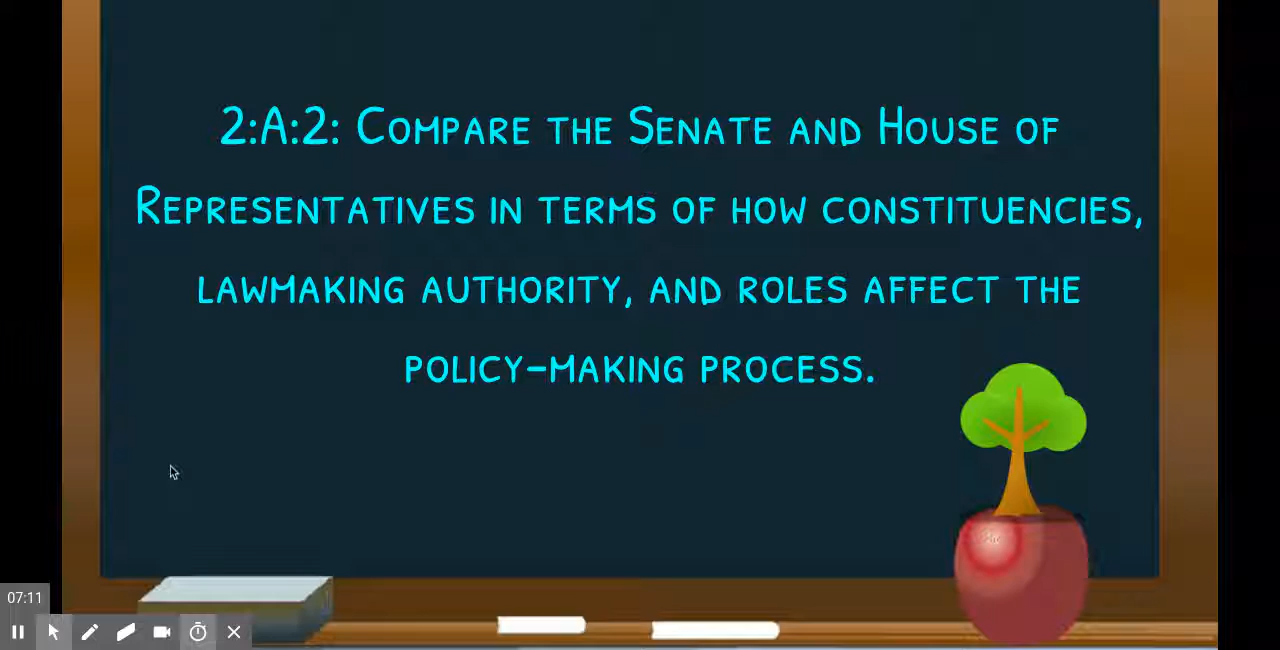 2:A:2: Compare the Senate and House of
Representatives in terms of how constituencies,
lawmaking authority, and roles affect the
policy-making process.
07:11